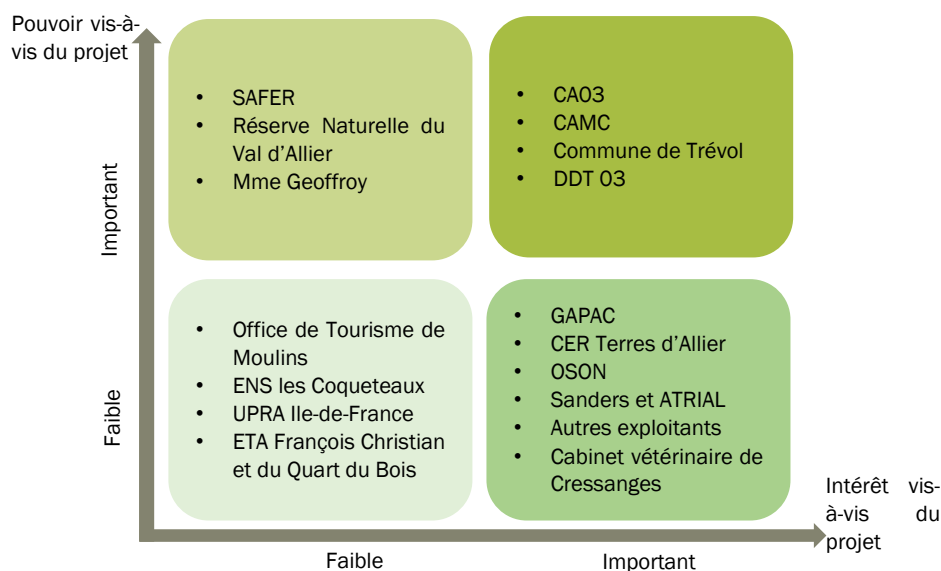 Pouvoir vis-à-
vis du projet
Important
Faible
• SAFER
• Réserve Naturelle du
Val d'Allier
• Mme Geoffroy
• CA03
• CAMC
• Commune de Trévol
• DDT 03
• Office de Tourisme de
Moulins
• ENS les Coqueteaux
• UPRA Ile-de-France
• ETA François Christian
et du Quart du Bois
• GAPAC
• CER Terres d'Allier
• OSON
• Sanders et ATRIAL
• Autres exploitants
• Cabinet vétérinaire de
Cressanges
Faible
Important
Intérêt vis-
à-vis du
projet